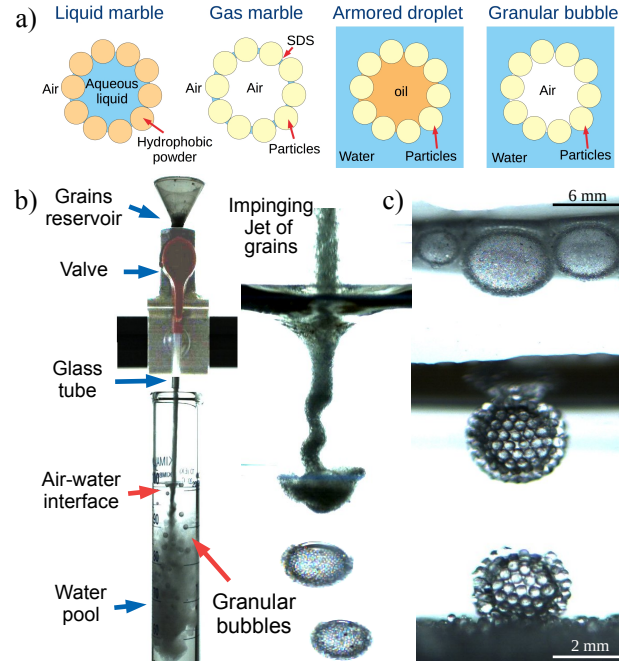 a)
Liquid marble
Gas marble
Armored droplet
Granular bubble
Air
Aqueous
liquid
Hydrophobic
powder
SDS
Air
Air
Particles
oil
Water
Particles
Air
Water
Particles
b)
Grains
reservoir
Valve
Glass
tube
Air-water
interface
Water
pool
Granular
bubbles
Impinging
Jet of
grains
c)
6 mm
2 mm